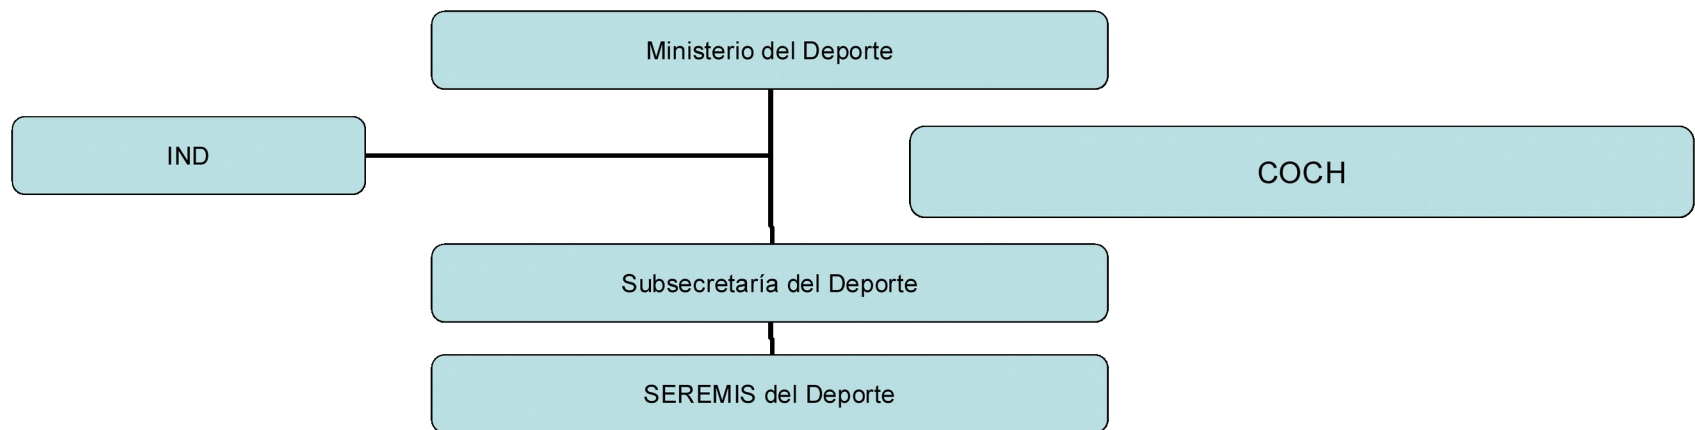 Ministerio del Deporte
IND
COCH
Subsecretaría del Deporte
SEREMIS del Deporte